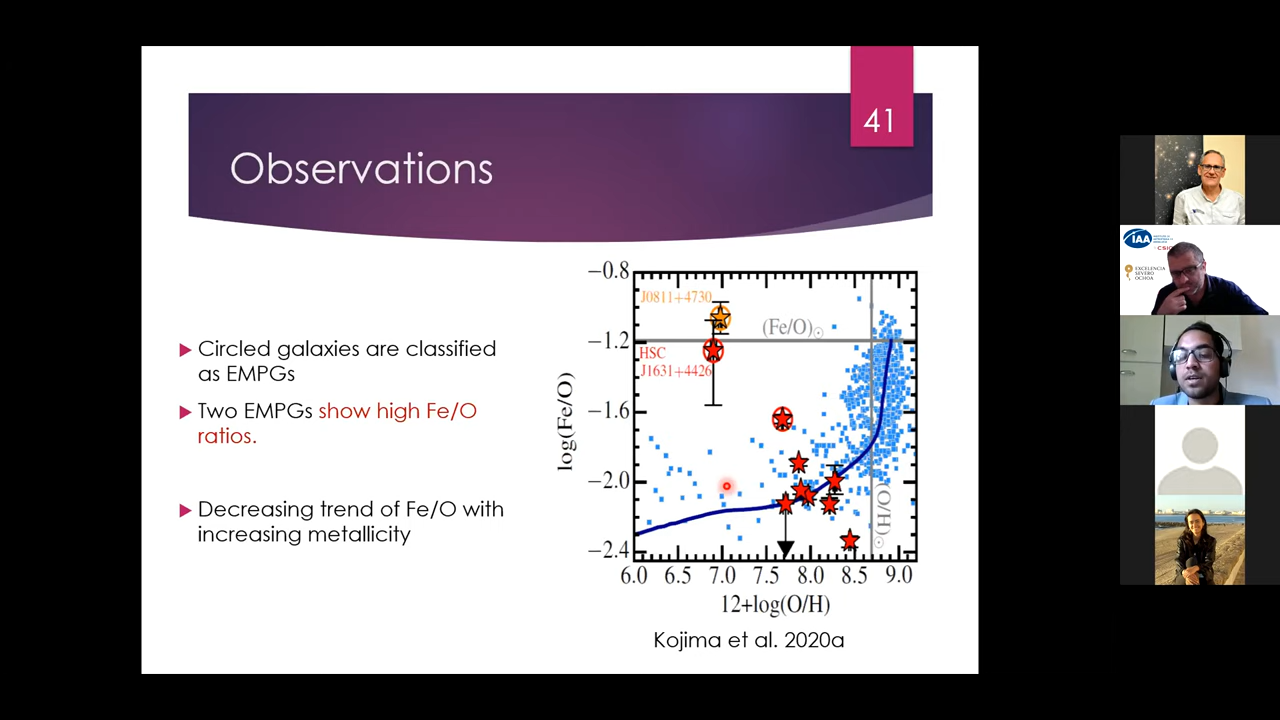 41
Observations
Circled galaxies are classified
as EMPGs
Two EMPGs show high Fe/O
ratios.
Decreasing trend of Fe/O with
increasing metallicity
−0.8
−1.2
−1.6
−2.0
−2.4
log(Fe/O)
J0811+4730
(Fe/O)⊙
HSC
J1631+4426
(O/H)⊙
6.0 6.5 7.0 7.5 8.0 8.5 9.0
12+log(O/H)
Kojima et al. 2020a
IAA
CSIC
EXCELENCIA
SEVERO
OCHOA